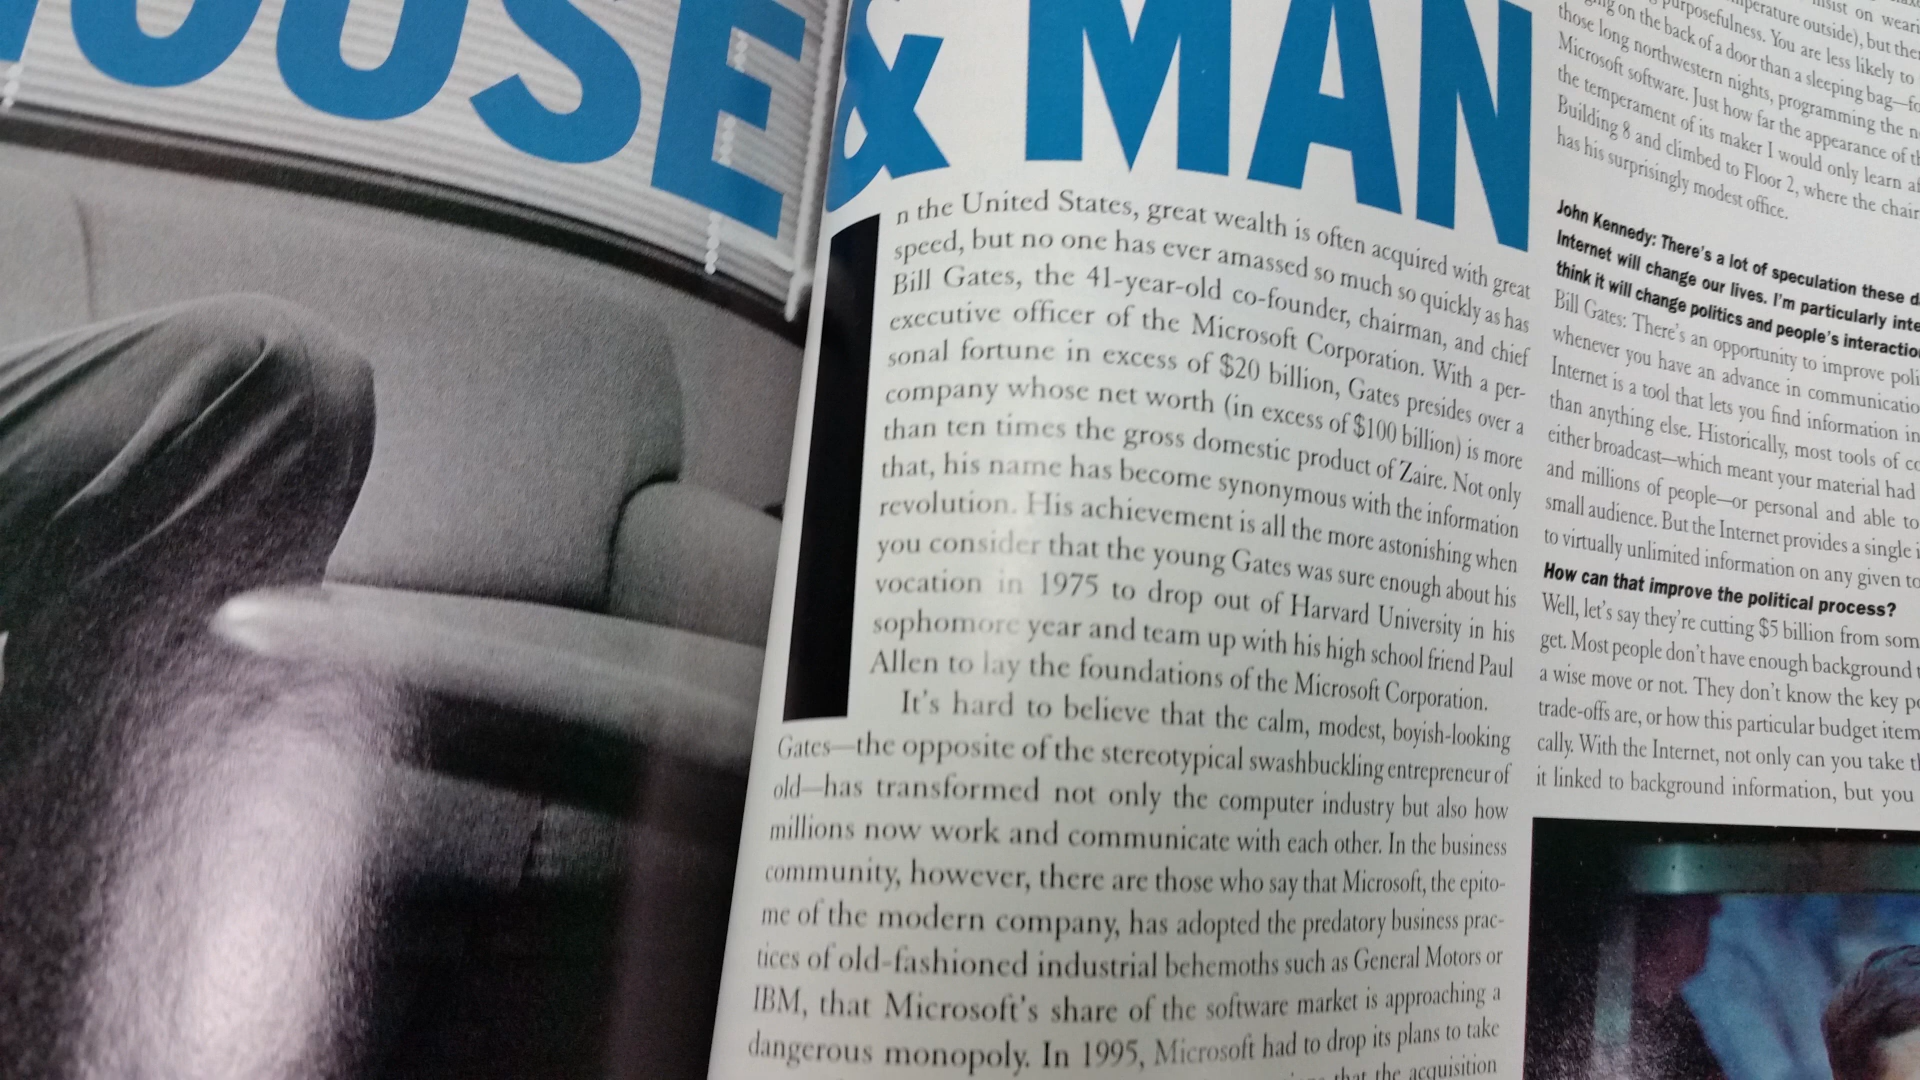 OUSE & MAN
In the United States, great wealth is often acquired with great
speed, but no one has ever amassed so much so quickly as has
Bill Gates, the 41-year-old co-founder, chairman, and chief
executive officer of the Microsoft Corporation. With a per-
sonal fortune in excess of $20 billion, Gates presides over a
company whose net worth (in excess of $100 billion) is more
than ten times the gross domestic product of Zaire. Not only
that, his name has become synonymous with the information
revolution. His achievement is all the more astonishing when
you consider that the young Gates was sure enough about his
vocation in 1975 to drop out of Harvard University in his
sophomore year and team up with his high school friend Paul
Allen to lay the foundations of the Microsoft Corporation.
It's hard to believe that the calm, modest, boyish-looking
Gates—the opposite of the stereotypical swashbuckling entrepreneur of
old—has transformed not only the computer industry but also how
millions now work and communicate with each other. In the business
community, however, there are those who say that Microsoft, the epito-
me of the modern company, has adopted the predatory business prac-
tices of old-fashioned industrial behemoths such as General Motors or
IBM, that Microsoft's share of the software market is approaching a
dangerous monopoly. In 1995, Microsoft had to drop its plans to take
that the acquisition
on wearing
purposefulness. You are less likely to
on the back of a door than a sleeping bag—
those long northwestern nights, programming the
Microsoft software. Just how far the appearance of
the temperament of its maker I would only learn
Building 8 and climbed to Floor 2, where the
has his surprisingly modest office.
John Kennedy: There's a lot of speculation these
Internet will change our lives. I'm particularly
think it will change politics and people's
Bill Gates: There's an opportunity to improve
whenever you have an advance in
Internet is a tool that lets you find information in
than anything else. Historically, most tools of
either broadcast—which meant your material had
and millions of people—or personal and able to
small audience. But the Internet provides a single
to virtually unlimited information on any given
How can that improve the political process?
Well, let's say they're cutting $5 billion from
get. Most people don't have enough background
a wise move or not. They don't know the key
trade-offs are, or how this particular budget item
cally. With the Internet, not only can you take
it linked to background information, but you